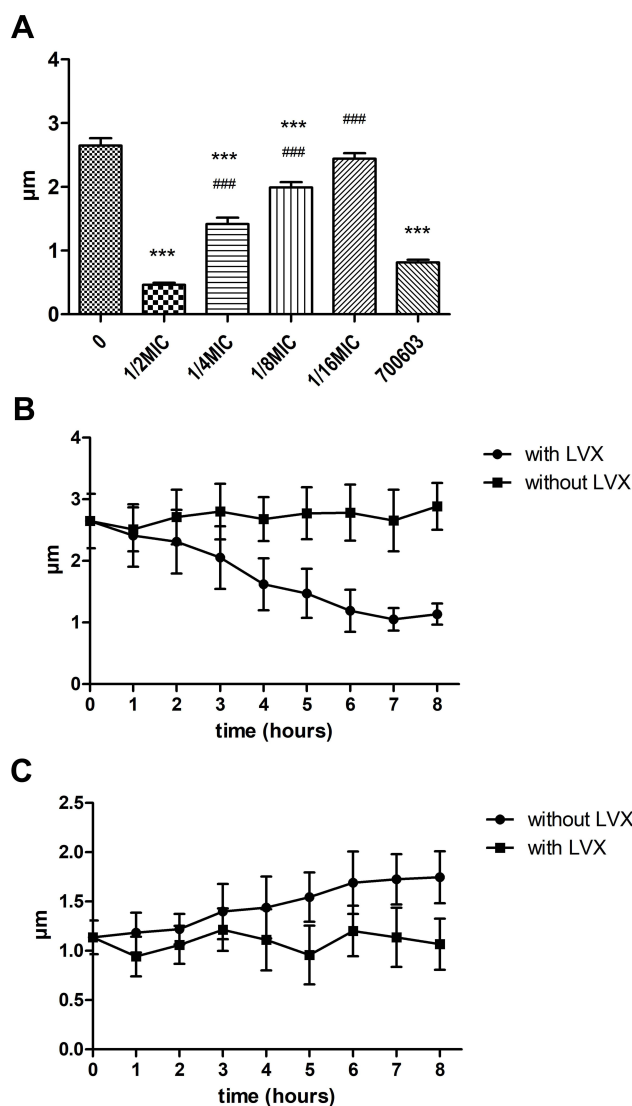 A
4
3
2
1
0
µm
***
***
###
***
###
###
***
0
1/2MIC
1/4MIC
1/8MIC
1/16MIC
700603
B
4
3
2
1
0
µm
with LVX
without LVX
0 1 2 3 4 5 6 7 8
time (hours)
C
2.5
2.0
1.5
1.0
0.5
0.0
µm
without LVX
with LVX
0 1 2 3 4 5 6 7 8
time (hours)